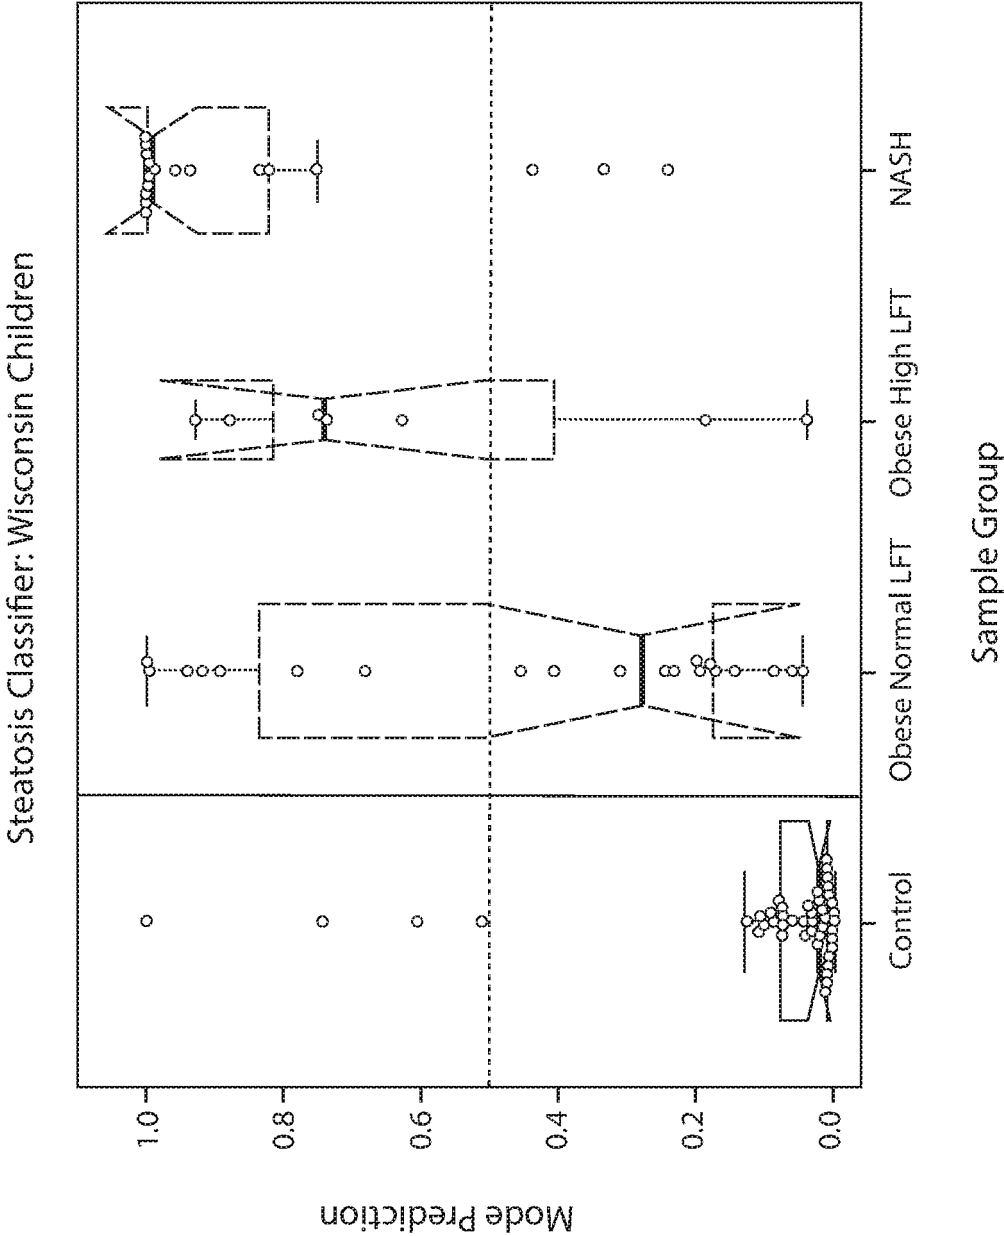 Steatosis Classifier: Wisconsin Children
Mode Prediction
1.0
0.8
0.6
0.4
0.2
0.0
Control
Obese Normal LFT
Obese High LFT
NASH
Sample Group